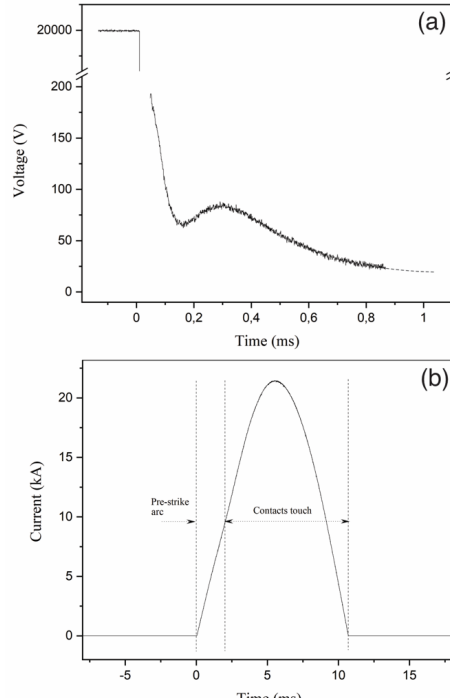 (a)
20000
200
150
100
50
0
Voltage (V)
0 0,2 0,4 0,6 0,8 1
Time (ms)
(b)
20
15
10
5
0
Current (kA)
Pre-strike
arc
Contacts touch
-5 0 5 10 15
Time (ms)